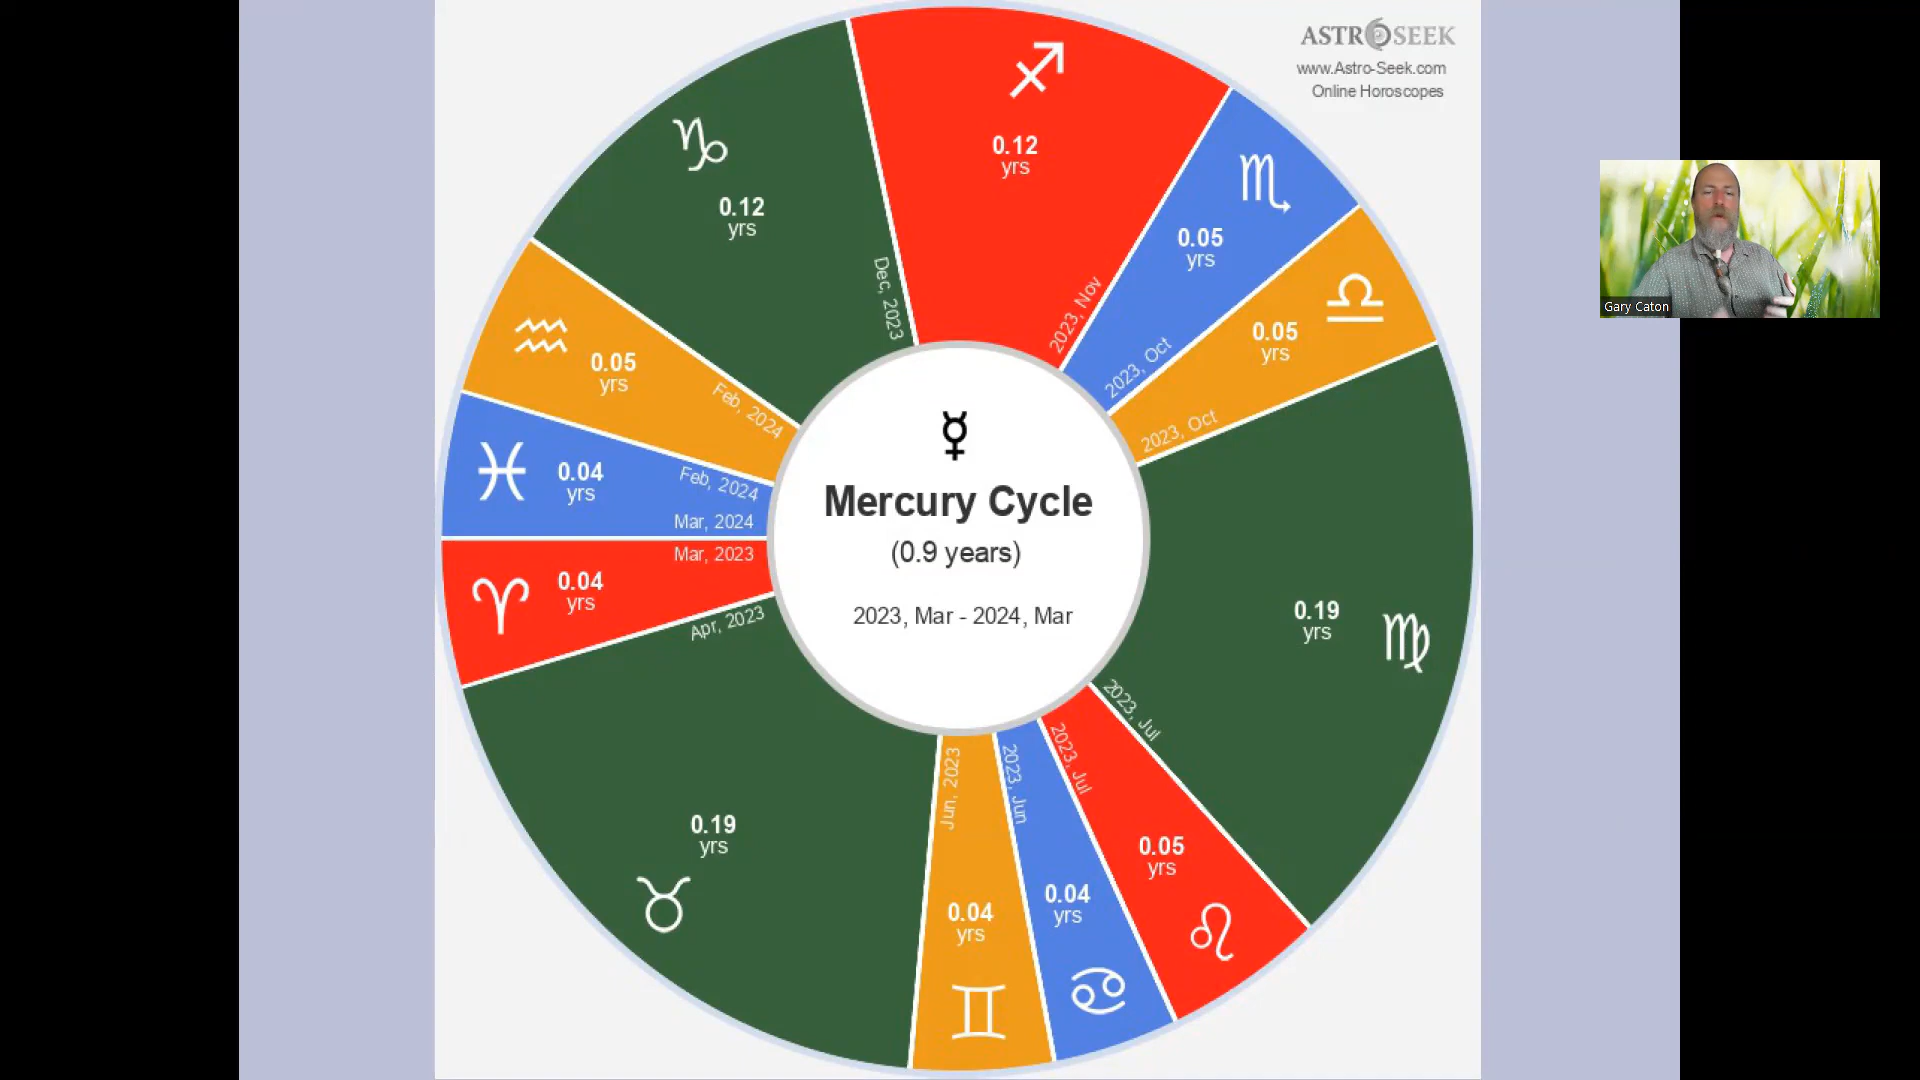 ASTROSEEK
www.Astro-Seek.com
Online Horoscopes
0.12
yrs
2023, Nov
0.05
yrs
2023, Oct
0.05
yrs
2023, Oct
0.19
yrs
2023, Jul
0.05
yrs
2023, Jul
0.04
yrs
2023, Jun
0.04
yrs
Jun, 2023
0.19
yrs
Apr, 2023
0.04
yrs
Mar, 2023
Mar, 2024
0.04
yrs
Feb, 2024
0.05
yrs
Feb, 2024
0.12
yrs
Dec, 2023
Mercury Cycle
(0.9 years)
2023, Mar - 2024, Mar
Gary Caton